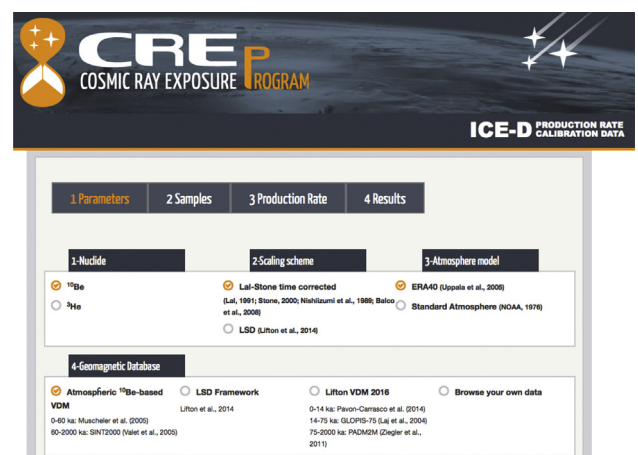 CREp
COSMIC RAY EXPOSURE PROGRAM
ICE-D PRODUCTION RATE
CALIBRATION DATA
1 Parameters 2 Samples 3 Production Rate 4 Results
1-Nuclide 2-Scaling scheme 3-Atmosphere model
¹⁰Be Lal-Stone time corrected ERA40 (Uppala et al., 2005)
(Lal, 1991; Stone, 2000; Nishiizumi et al., 1989; Balco
et al., 2008)
³He Standard Atmosphere (NOAA, 1976)
LSD (Lifton et al., 2014)
4-Geomagnetic Database
Atmospheric ¹⁰Be-based LSD Framework Lifton VDM 2016 Browse your own data
VDM
Lifton et al., 2014 0-14 ka: Pavon-Carrasco et al. (2014)
0-60 ka: Muscheler et al. (2005) 14-75 ka: GLOPIS-75 (Laj et al., 2004)
60-2000 ka: SINT2000 (Valet et al., 2005) 75-2000 ka: PADM2M (Ziegler et al.,
2011)